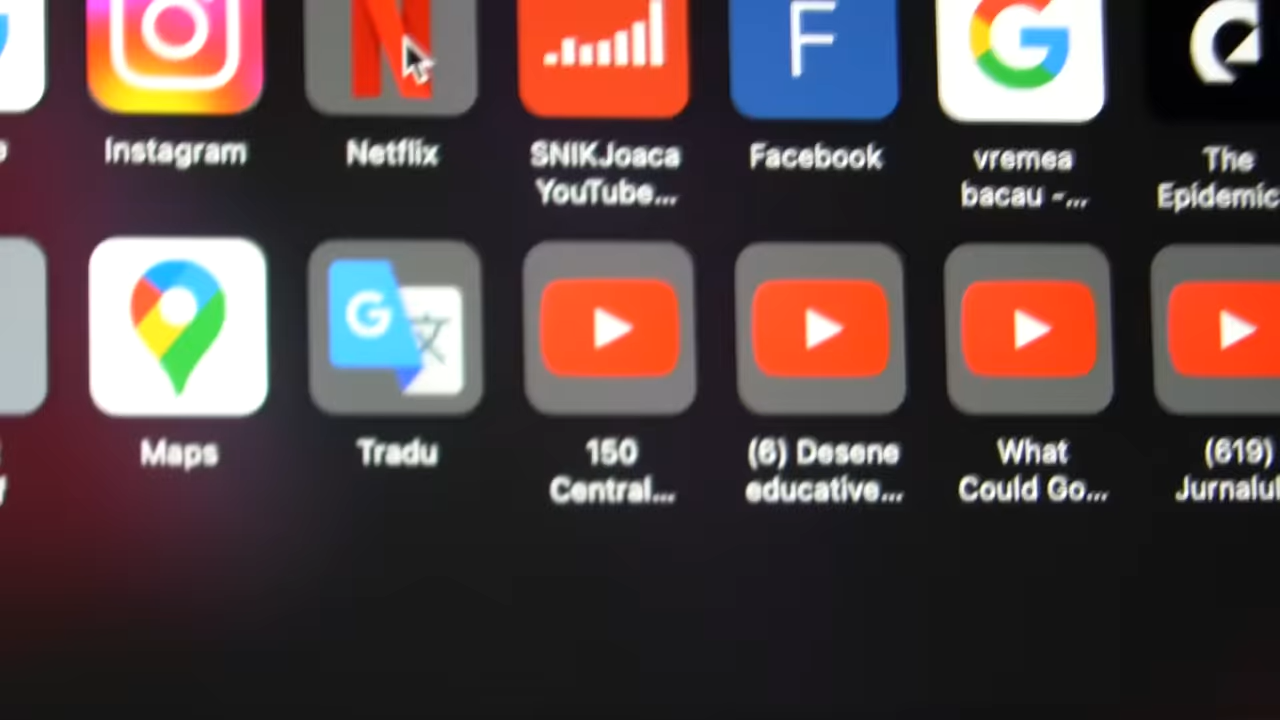 Instagram
Netflix
SNIKJoaca
YouTube...
Facebook
vremea
bacau -...
The
Epidemic
Maps
Tradu
150
Central...
(6) Desene
educative...
What
Could Go...
(619)
Jurnalul